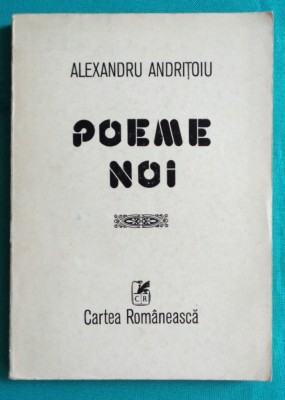 ALEXANDRU ANDRIȚOIU
POEME
NOI
CR
Cartea Românească